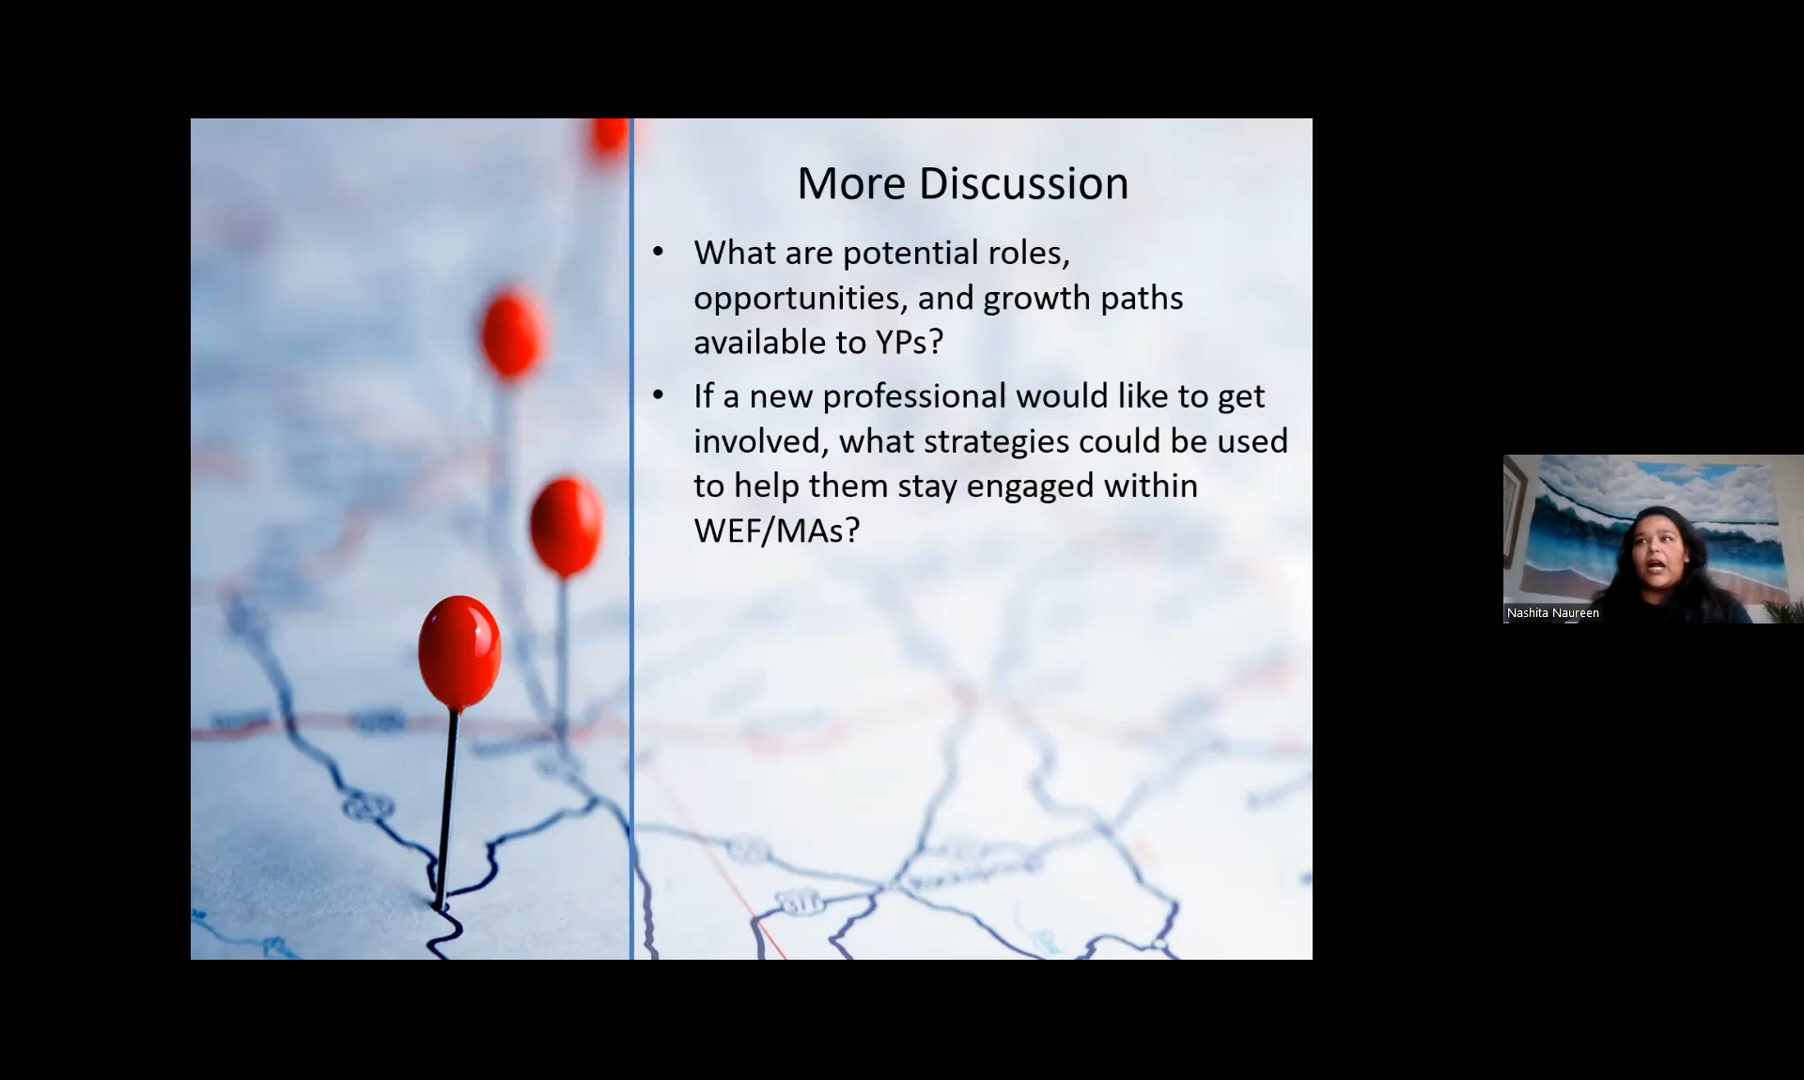 More Discussion
• What are potential roles,
opportunities, and growth paths
available to YPs?
• If a new professional would like to get
involved, what strategies could be used
to help them stay engaged within
WEF/MAs?
Nashita Naureen
377